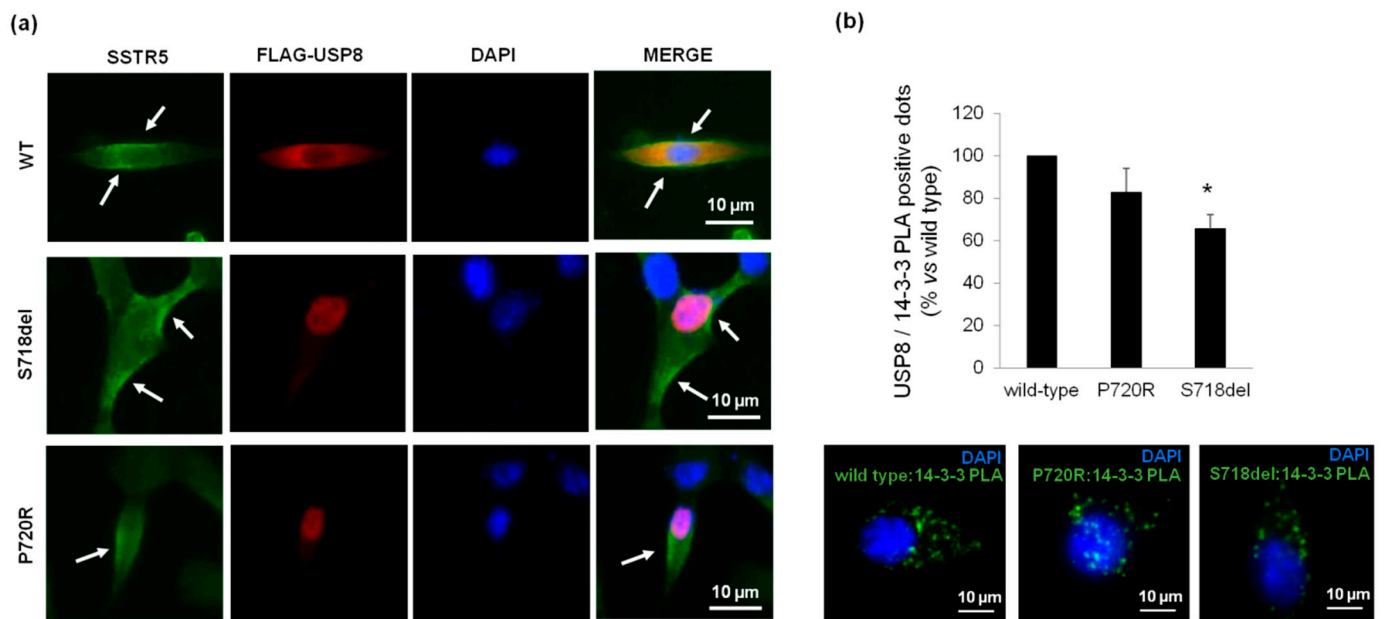 (a)
SSTR5 FLAG-USP8 DAPI MERGE
WT
10 µm
S718del
10 µm
P720R
10 µm
(b)
USP8 / 14-3-3 PLA positive dots
(% vs wild type)
120
100
80
60
40
20
0
*
wild-type P720R S718del
DAPI
wild type:14-3-3 PLA
10 µm
DAPI
P720R:14-3-3 PLA
10 µm
DAPI
S718del:14-3-3 PLA
10 µm